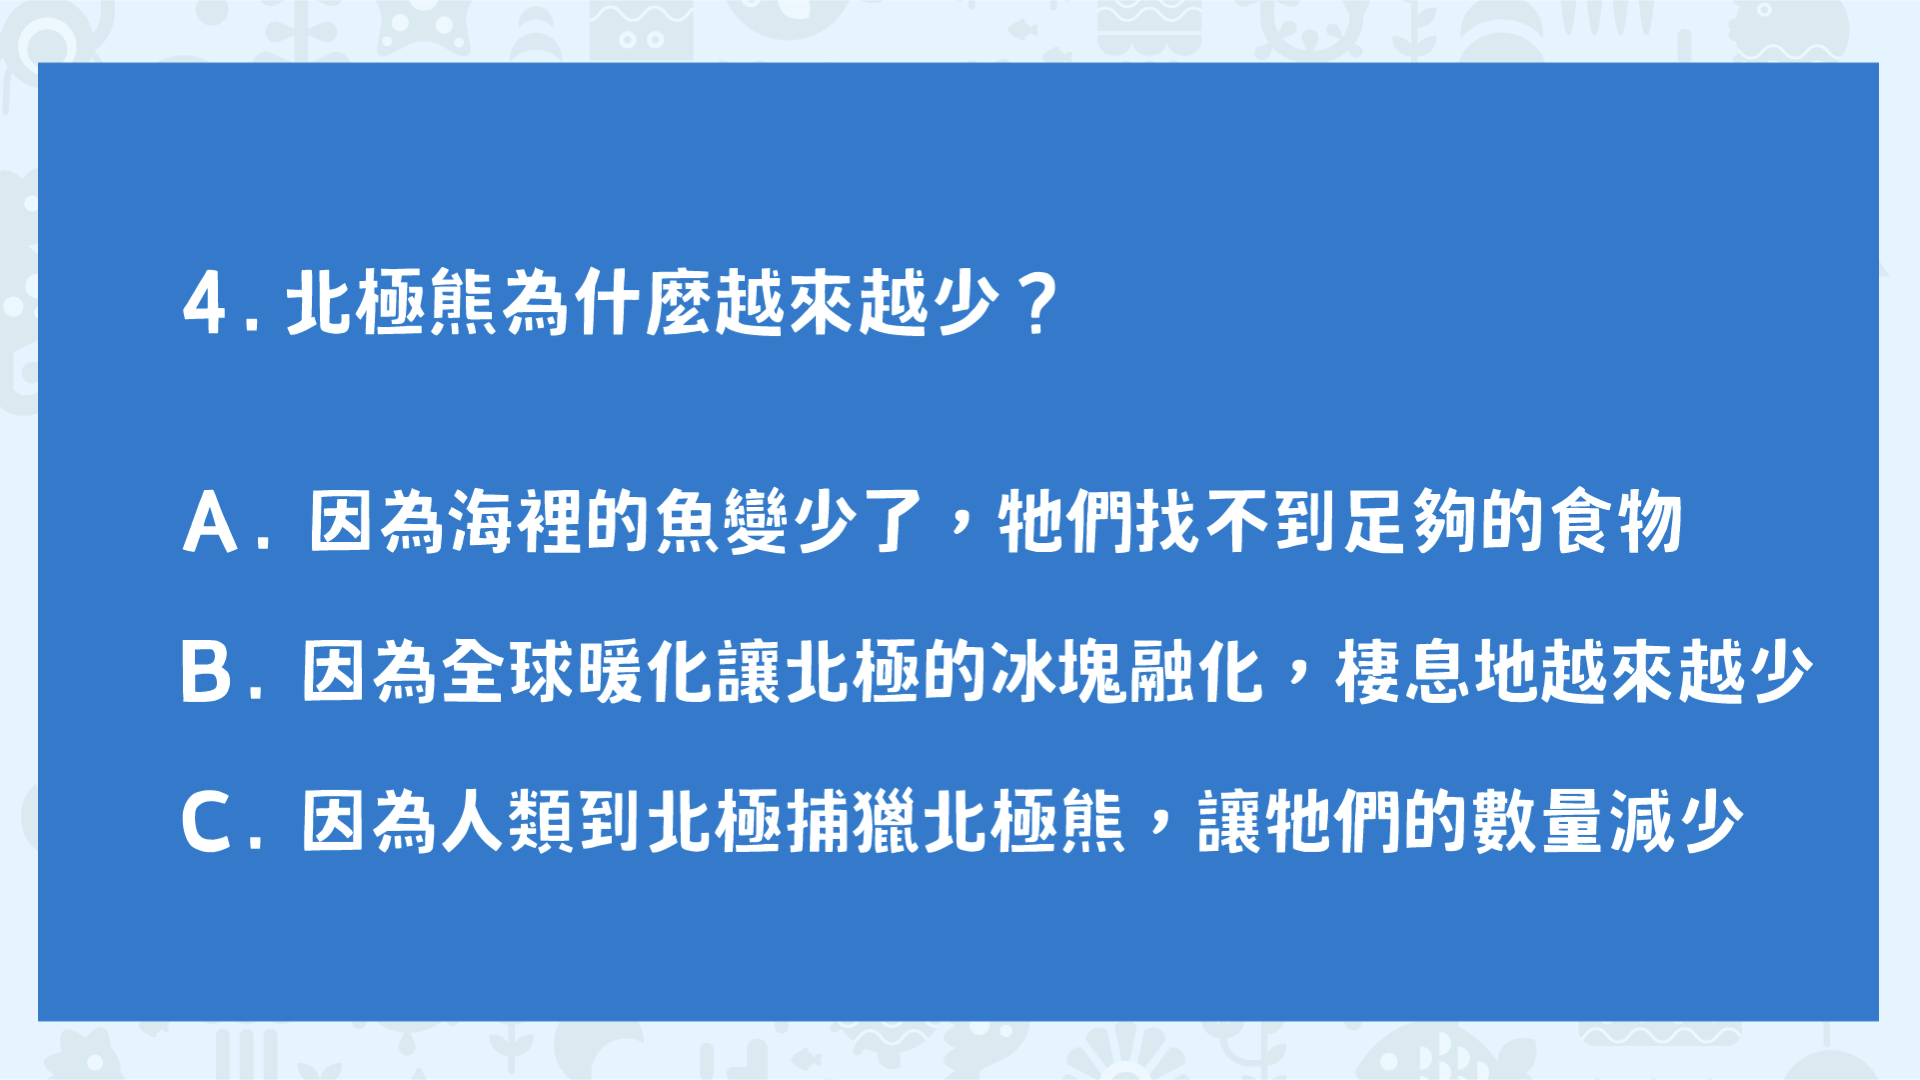 4.北極熊為什麼越來越少？
A. 因為海裡的魚變少了，牠們找不到足夠的食物
B. 因為全球暖化讓北極的冰塊融化，棲息地越來越少
C. 因為人類到北極捕獵北極熊，讓牠們的數量減少